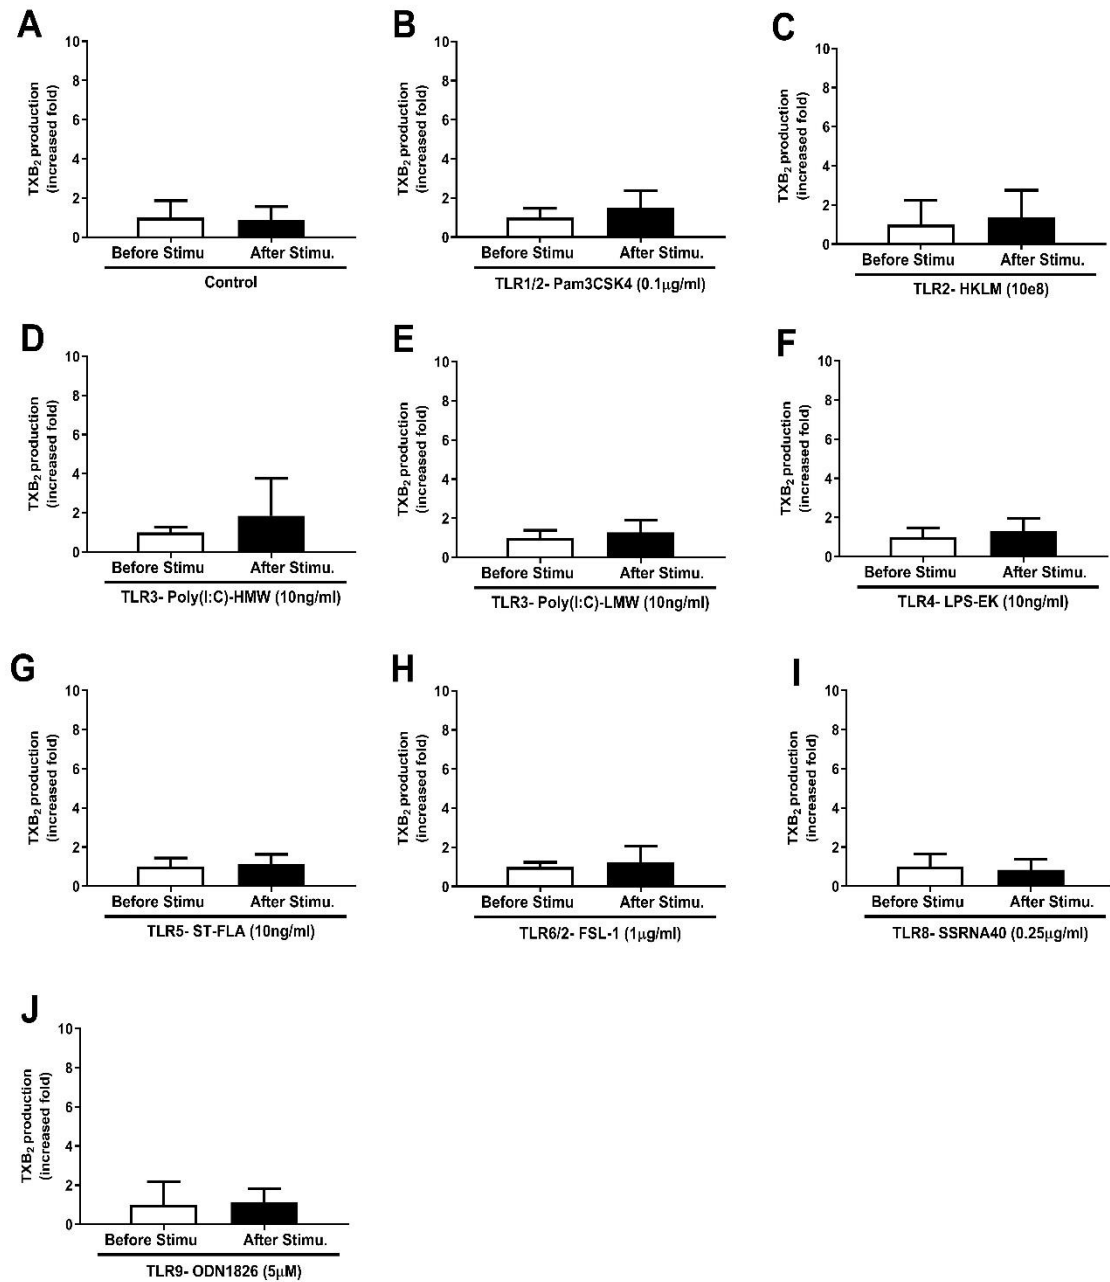 A
TXB₂ production
(increased fold)
10
8
6
4
2
0
Before Stimu
After Stimu.
Control
B
TXB₂ production
(increased fold)
10
8
6
4
2
0
Before Stimu
After Stimu.
TLR1/2- Pam3CSK4 (0.1μg/ml)
C
TXB₂ production
(increased fold)
10
8
6
4
2
0
Before Stimu
After Stimu.
TLR2- HKLM (10e8)
D
TXB₂ production
(increased fold)
10
8
6
4
2
0
Before Stimu
After Stimu.
TLR3- Poly(I:C)-HMW (10ng/ml)
E
TXB₂ production
(increased fold)
10
8
6
4
2
0
Before Stimu
After Stimu.
TLR3- Poly(I:C)-LMW (10ng/ml)
F
TXB₂ production
(increased fold)
10
8
6
4
2
0
Before Stimu
After Stimu.
TLR4- LPS-EK (10ng/ml)
G
TXB₂ production
(increased fold)
10
8
6
4
2
0
Before Stimu
After Stimu.
TLR5- ST-FLA (10ng/ml)
H
TXB₂ production
(increased fold)
10
8
6
4
2
0
Before Stimu
After Stimu.
TLR6/2- FSL-1 (1μg/ml)
I
TXB₂ production
(increased fold)
10
8
6
4
2
0
Before Stimu
After Stimu.
TLR8- SSRNA40 (0.25μg/ml)
J
TXB₂ production
(increased fold)
10
8
6
4
2
0
Before Stimu
After Stimu.
TLR9- ODN1826 (5μM)